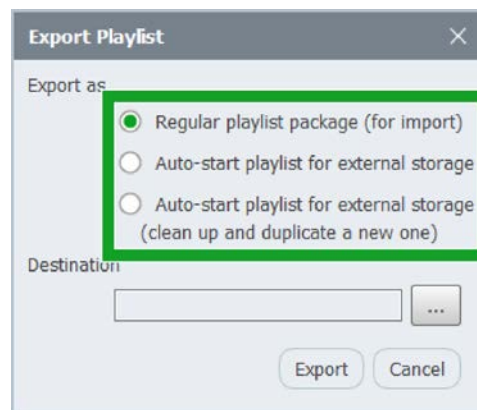 Export Playlist
Export as
Regular playlist package (for import)
Auto-start playlist for external storage
Auto-start playlist for external storage
(clean up and duplicate a new one)
Destination
...
Export Cancel